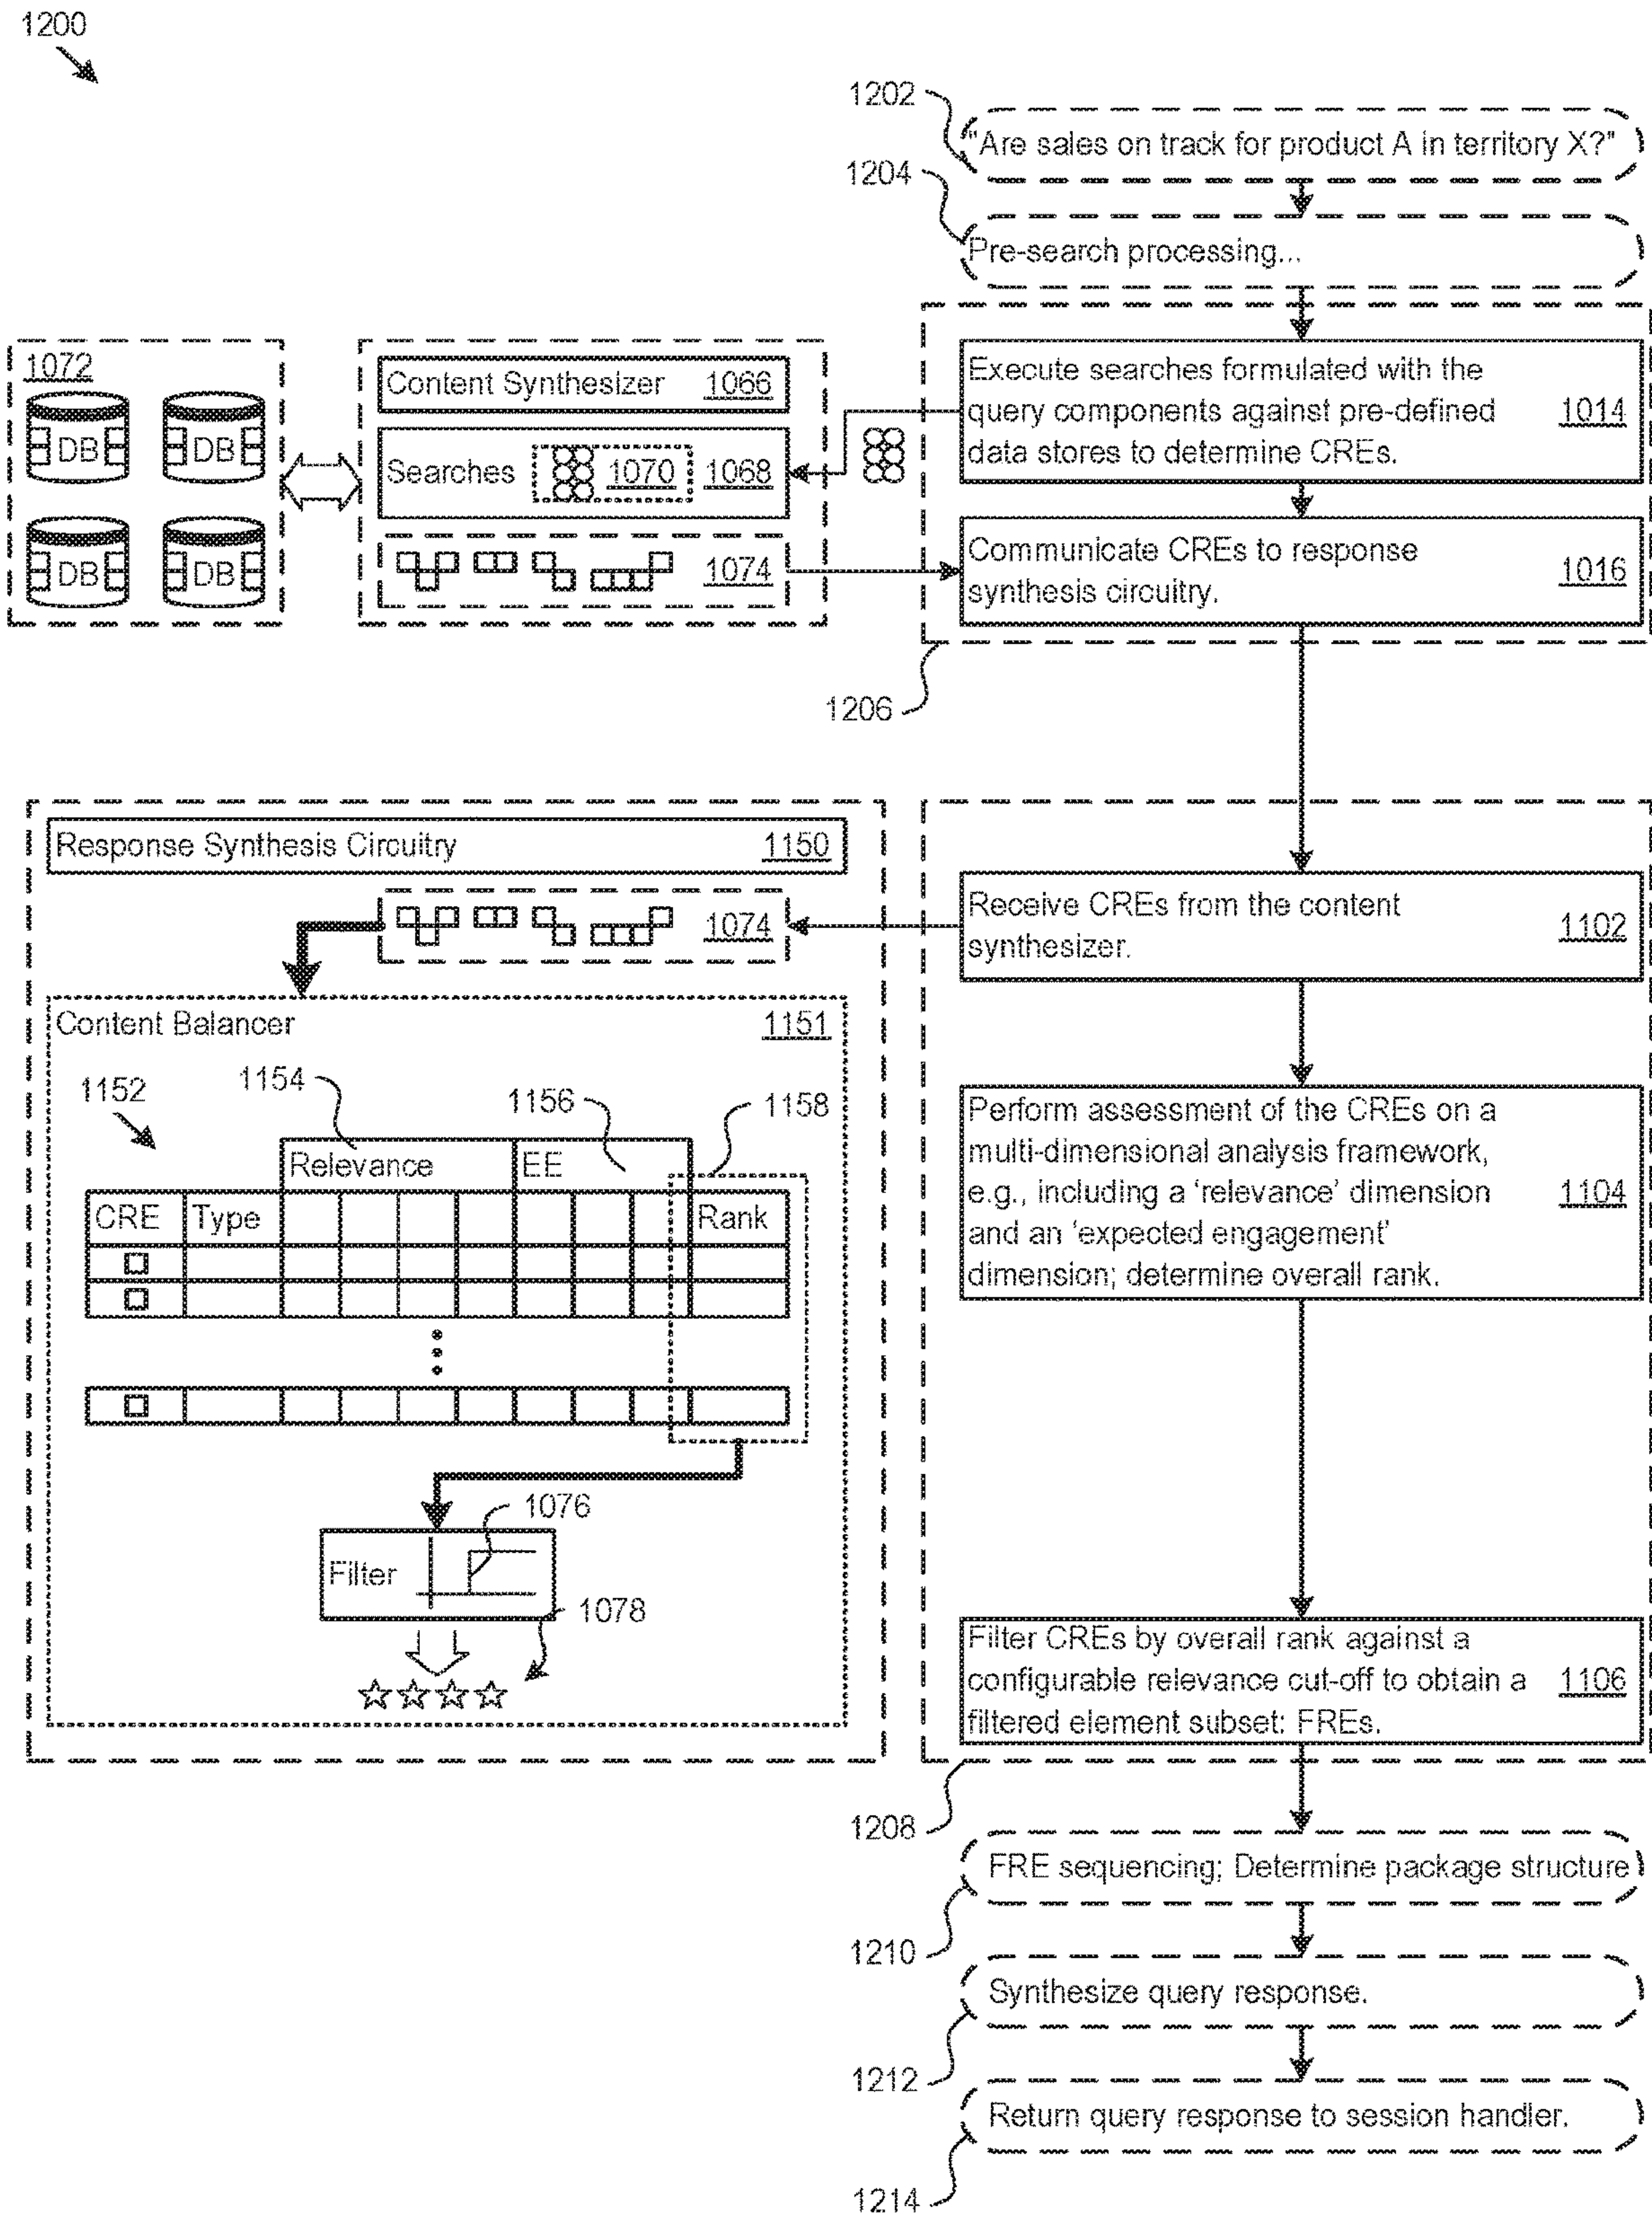 1200
1202
"Are sales on track for product A in territory X?"
1204
Pre-search processing...
1072
DB
DB
DB
DB
Content Synthesizer 1066
Searches 1070 1068
1074
Execute searches formulated with the
query components against pre-defined
data stores to determine CREs.
1014
Communicate CREs to response
synthesis circuitry.
1016
1206
Response Synthesis Circuitry 1150
1074
Receive CREs from the content
synthesizer.
1102
Content Balancer 1151
1152
1154
1156
1158
Relevance EE
CRE Type Rank
Perform assessment of the CREs on a
multi-dimensional analysis framework,
e.g., including a ‘relevance’ dimension
and an ‘expected engagement’
dimension; determine overall rank.
1104
1076
Filter
1078
Filter CREs by overall rank against a
configurable relevance cut-off to obtain a
filtered element subset: FREs.
1106
1208
FRE sequencing; Determine package structure
1210
Synthesize query response.
1212
Return query response to session handler.
1214